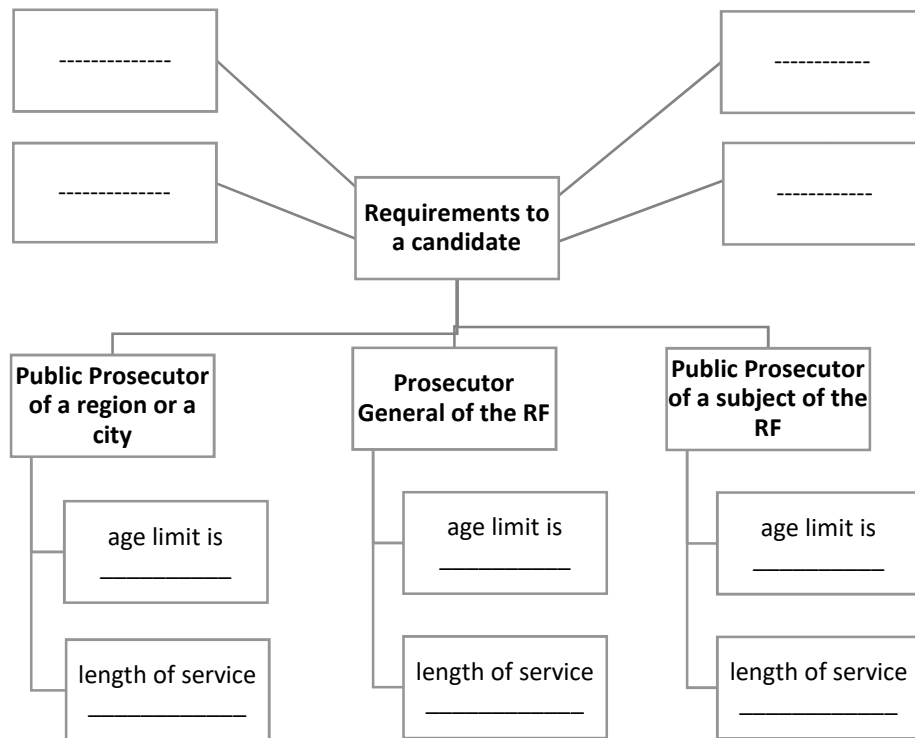 --------------
------------
-------------
------------
Requirements to
a candidate
Public Prosecutor
of a region or a
city
Prosecutor
General of the RF
Public Prosecutor
of a subject of the
RF
age limit is
__________
age limit is
__________
age limit is
__________
length of service
____________
length of service
____________
length of service
____________